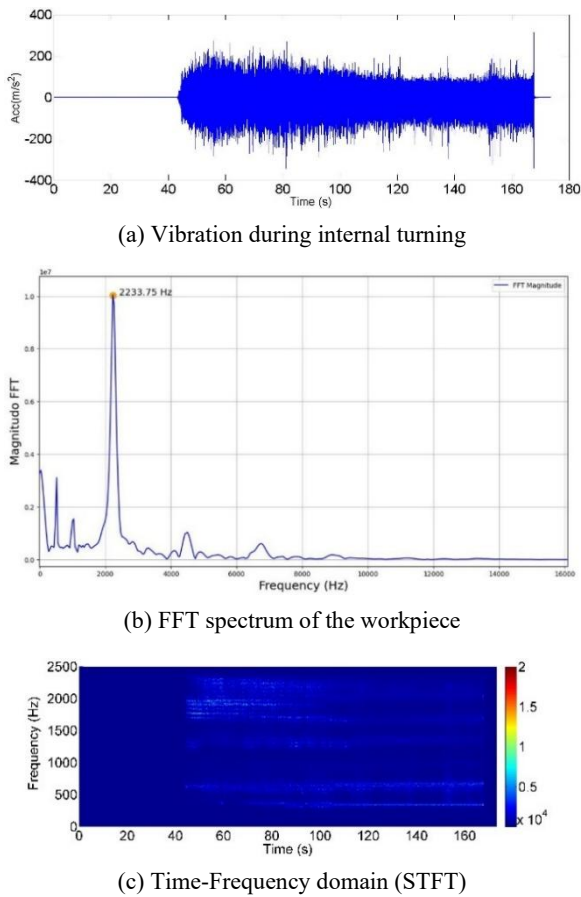 400
200
0
-200
-400
Acc(m/s²)
0 20 40 60 80 100 120 140 160 180
Time (s)
(a) Vibration during internal turning
1e7
2233.75 Hz
FFT Magnitude
1.0
0.8
0.6
0.4
0.2
0.0
Magnitudo FFT
0 2000 4000 6000 8000 10000 12000 14000 16000
Frequency (Hz)
(b) FFT spectrum of the workpiece
2500
2000
1500
1000
500
0
Frequency (Hz)
2
1.5
1
0.5
x 10⁴
0 20 40 60 80 100 120 140 160
Time (s)
(c) Time-Frequency domain (STFT)